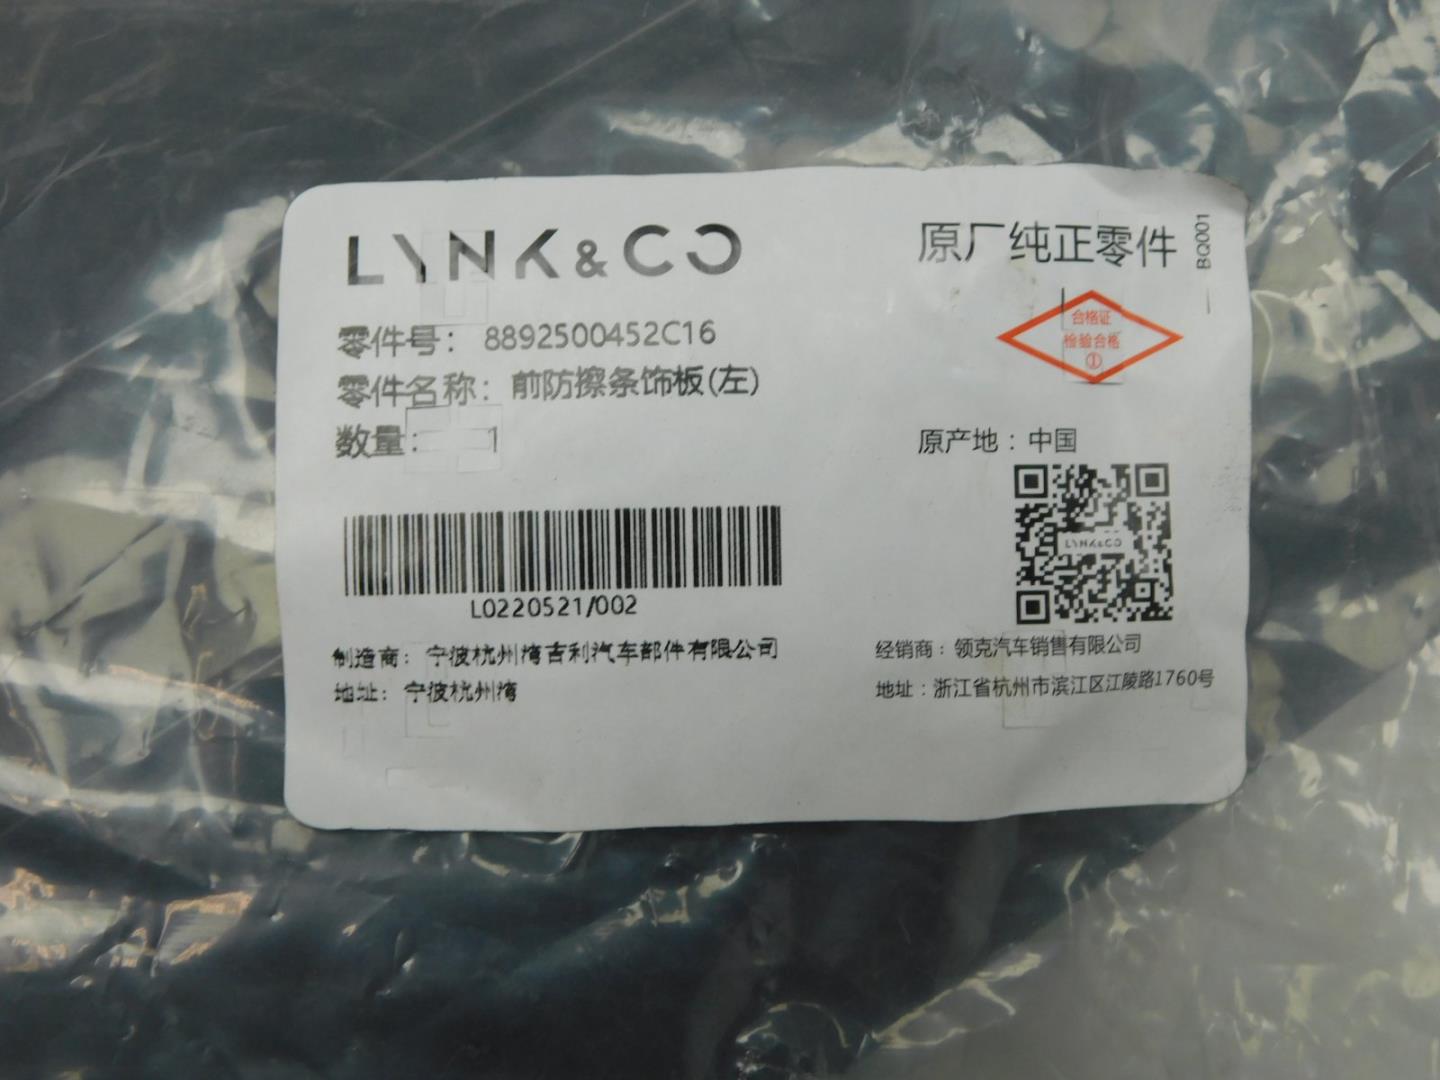 LYNK&CO
原厂纯正零件
BQ001
零件号： 8892500452C16
零件名称：前防擦条饰板(左)
数量： 1
合格证
检验合格
①
原产地：中国
LYNK&CO
L0220521/002
制造商：宁波杭州湾吉利汽车部件有限公司
地址：宁波杭州湾
经销商：领克汽车销售有限公司
地址：浙江省杭州市滨江区江陵路1760号